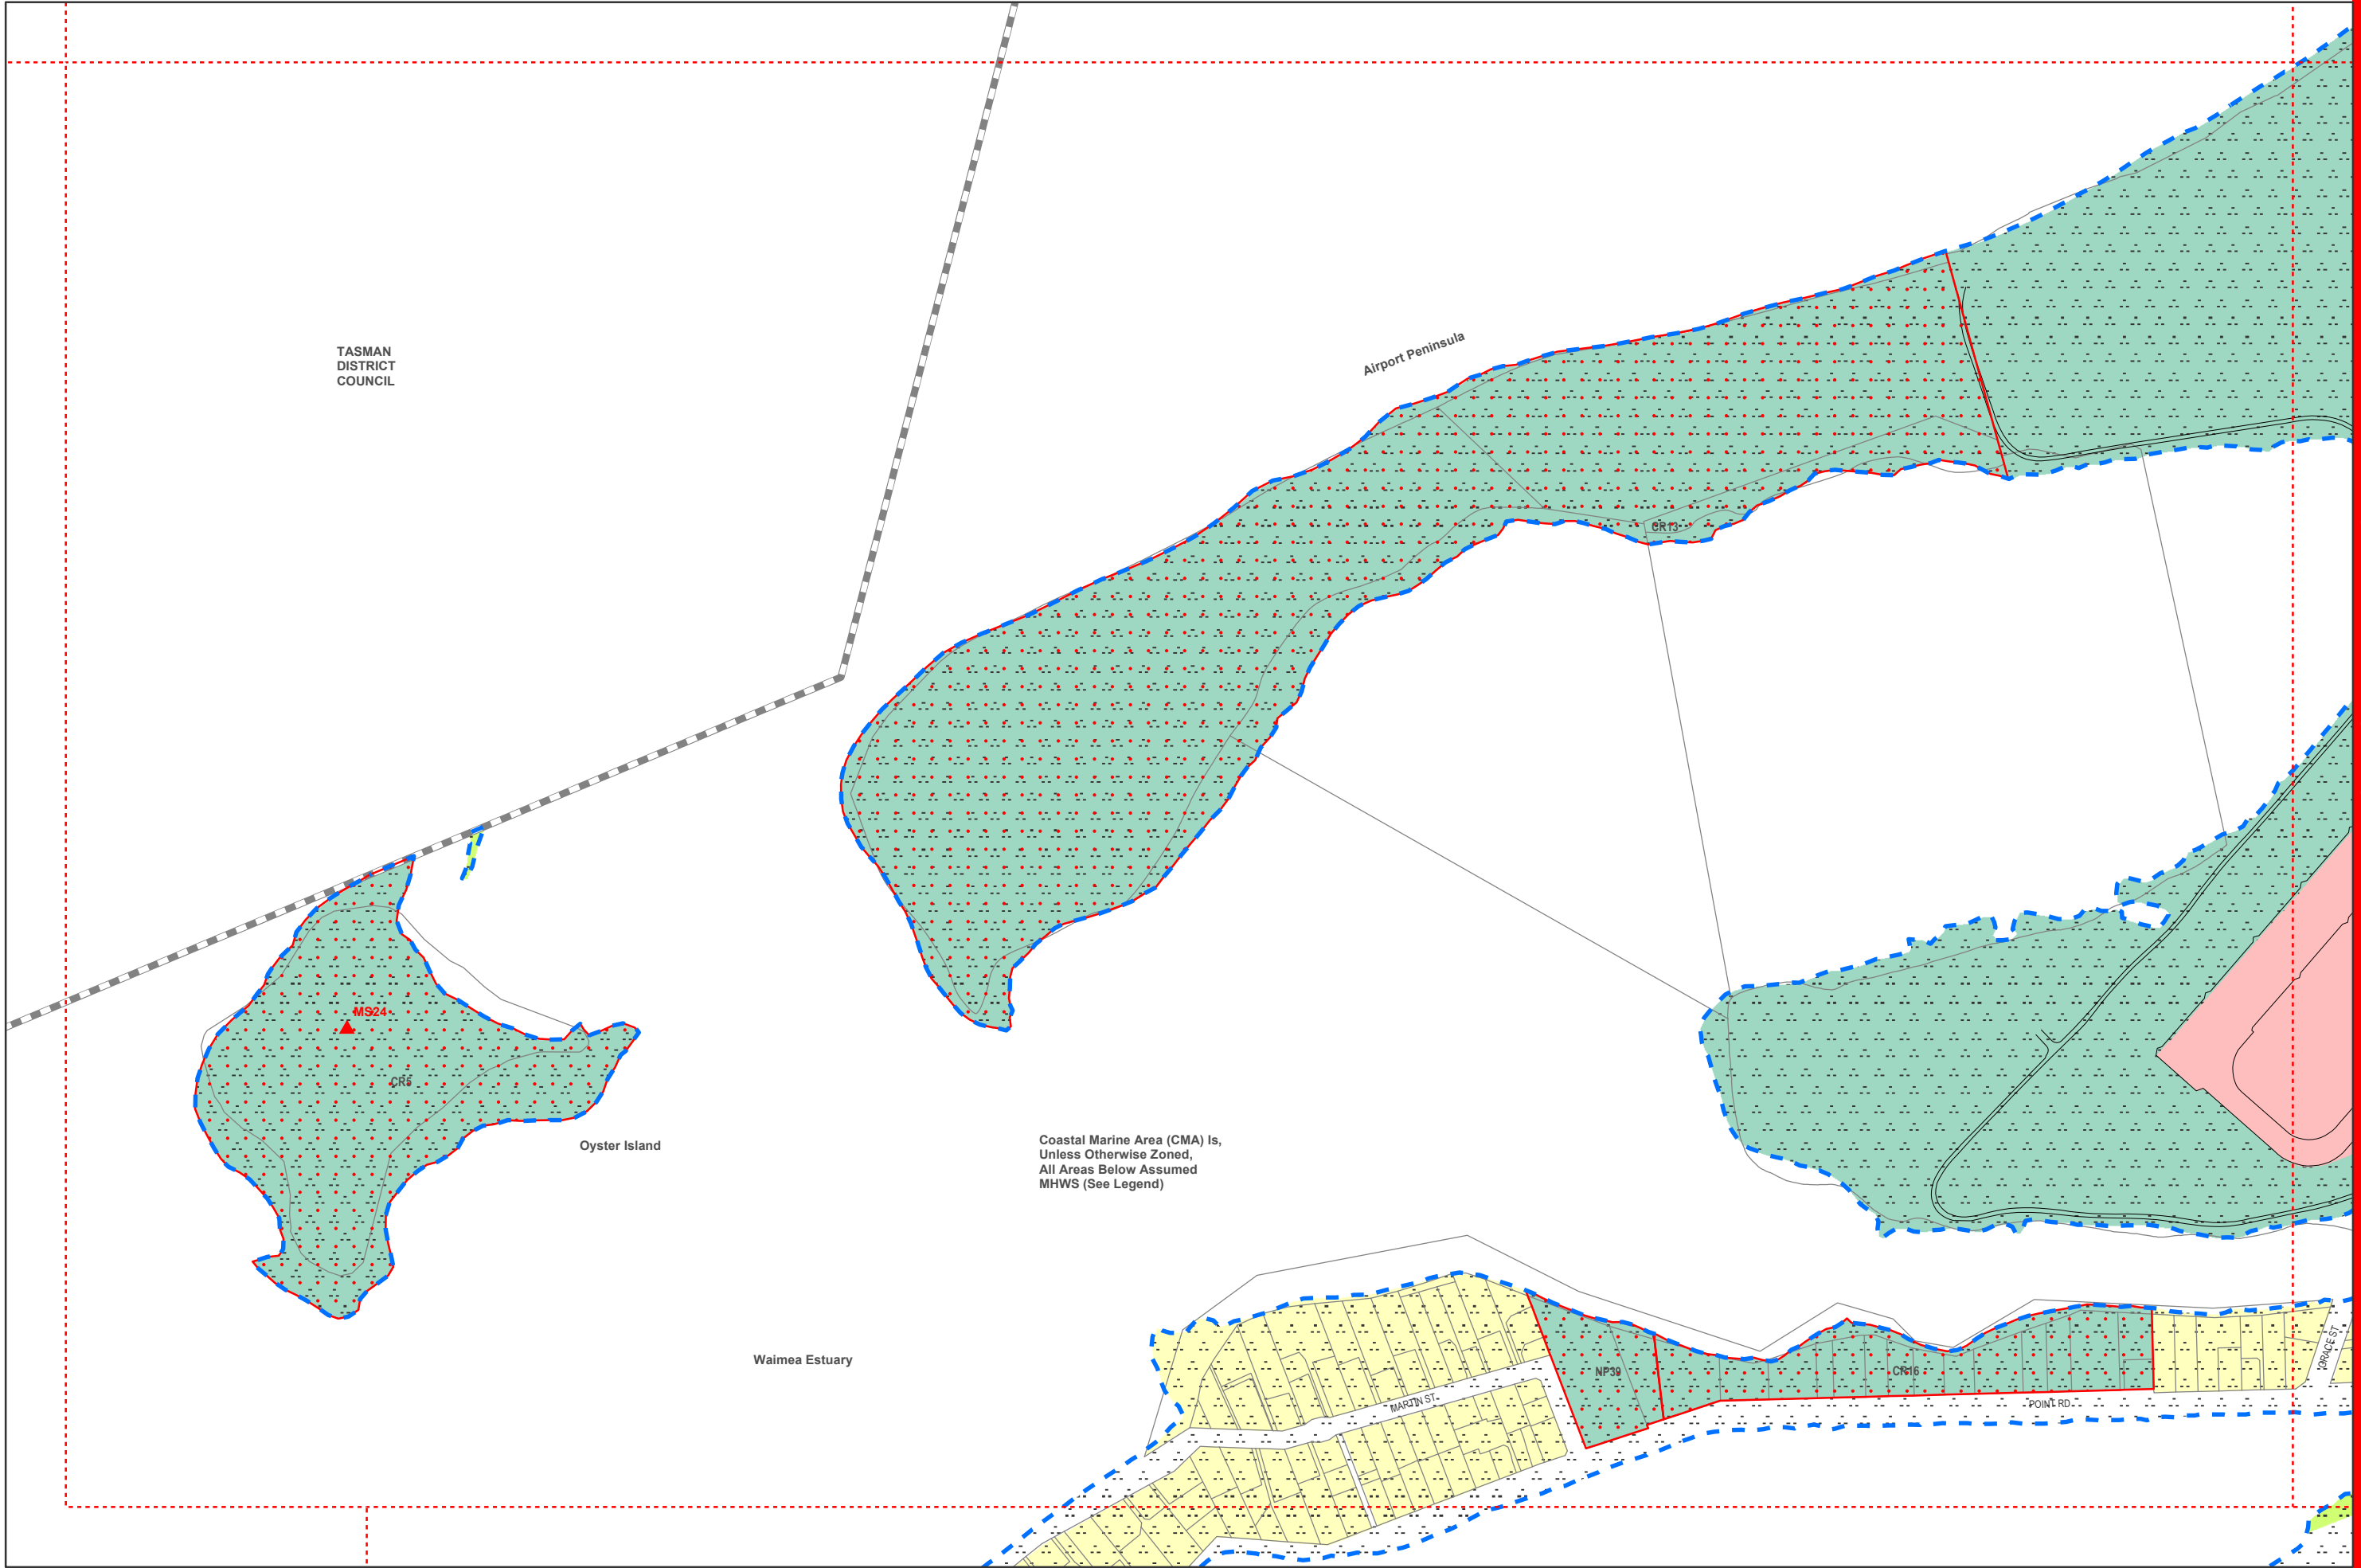 Airport Peninsula
TASMAN
DISTRICT
COUNCIL
CR13
MS24
CR5
Oyster Island
Coastal Marine Area (CMA) Is,
Unless Otherwise Zoned,
All Areas Below Assumed
MHWS (See Legend)
Waimea Estuary
GRACE ST
NP39
CR16
MARTIN ST
POINT RD